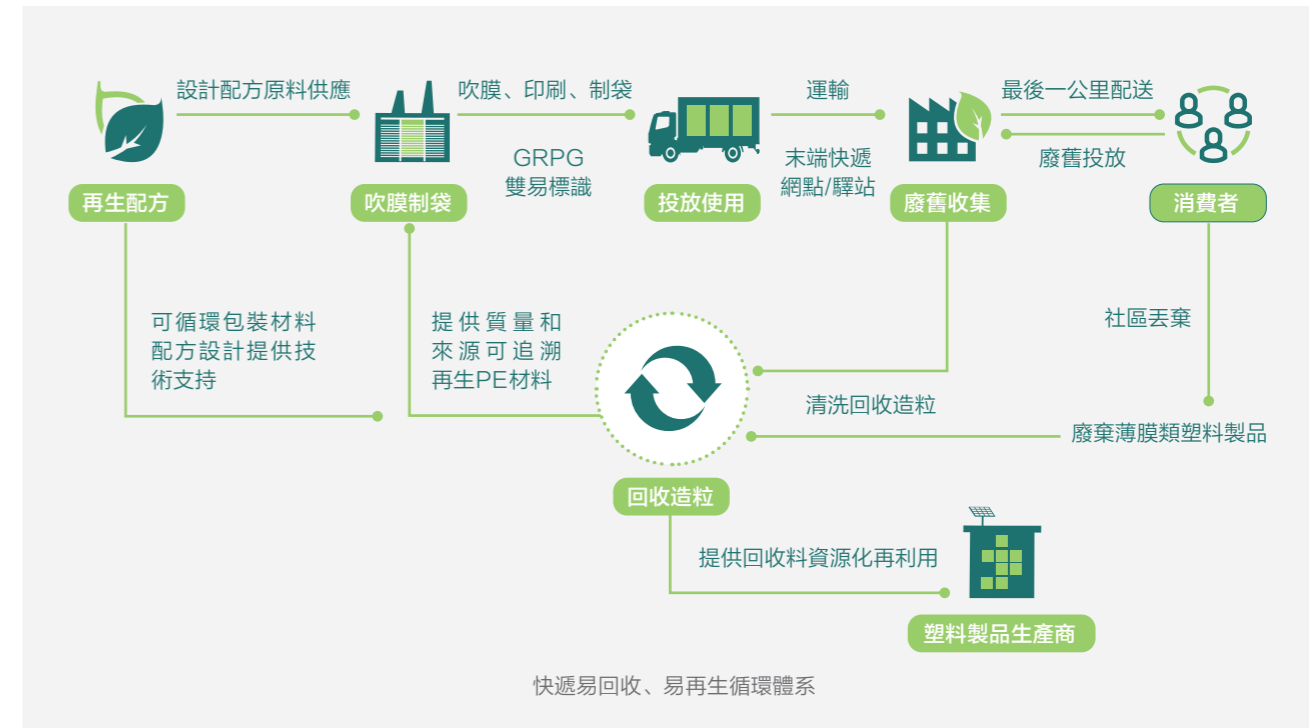 設計配方原料供應
吹膜、印刷、制袋
運輸
最後一公里配送
GRPG
雙易標識
末端快遞
網點/驛站
廢舊投放
再生配方
吹膜制袋
投放使用
廢舊收集
消費者
可循環包裝材料
配方設計提供技
術支持
提供質量和
來源可追溯
再生PE材料
社區丟棄
清洗回收造粒
廢棄薄膜類塑料製品
回收造粒
提供回收料資源化再利用
塑料製品生產商
快遞易回收、易再生循環體系